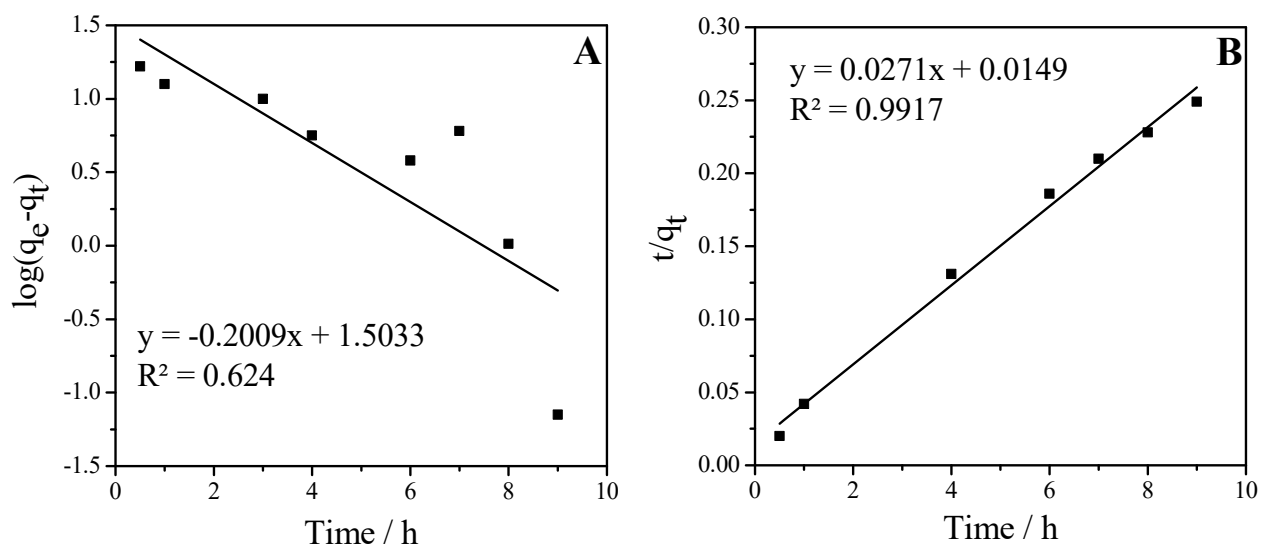 A
1.5
1.0
0.5
0.0
-0.5
-1.0
-1.5
log(qe-qt)
y = -0.2009x + 1.5033
R² = 0.624
0 2 4 6 8 10
Time / h
B
0.30
0.25
0.20
0.15
0.10
0.05
0.00
t/qt
y = 0.0271x + 0.0149
R² = 0.9917
0 2 4 6 8 10
Time / h